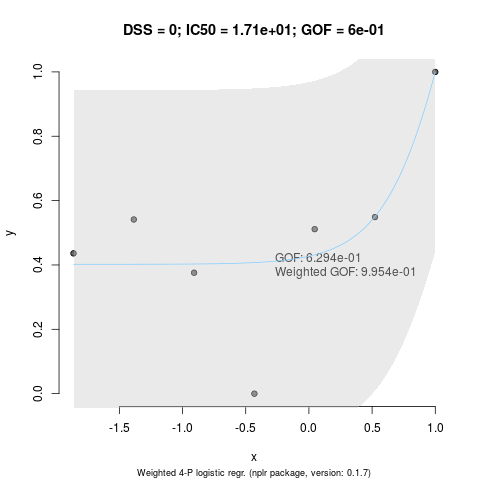 DSS = 0; IC50 = 1.71e+01; GOF = 6e-01
1.0
0.8
0.6
0.4
0.2
0.0
y
GOF: 6.294e-01
Weighted GOF: 9.954e-01
-1.5 -1.0 -0.5 0.0 0.5 1.0
x
Weighted 4-P logistic regr. (nplr package, version: 0.1.7)